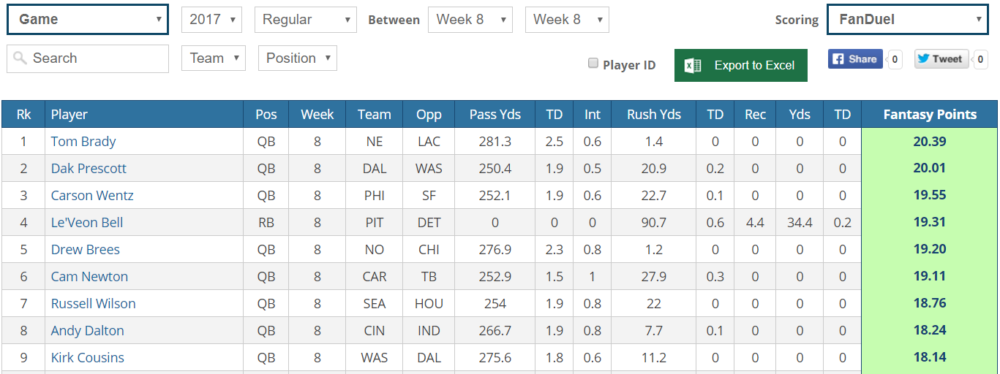 Game 2017 Regular Between Week 8 Week 8 Scoring FanDuel
Search Team Position Player ID Export to Excel Share 0 Tweet 0
Rk Player Pos Week Team Opp Pass Yds TD Int Rush Yds TD Rec Yds TD Fantasy Points
1 Tom Brady QB 8 NE LAC 281.3 2.5 0.6 1.4 0 0 0 0 20.39
2 Dak Prescott QB 8 DAL WAS 250.4 1.9 0.5 20.9 0.2 0 0 0 20.01
3 Carson Wentz QB 8 PHI SF 252.1 1.9 0.6 22.7 0.1 0 0 0 19.55
4 Le'Veon Bell RB 8 PIT DET 0 0 0 90.7 0.6 4.4 34.4 0.2 19.31
5 Drew Brees QB 8 NO CHI 276.9 2.3 0.8 1.2 0 0 0 0 19.20
6 Cam Newton QB 8 CAR TB 252.9 1.5 1 27.9 0.3 0 0 0 19.11
7 Russell Wilson QB 8 SEA HOU 254 1.9 0.8 22 0 0 0 0 18.76
8 Andy Dalton QB 8 CIN IND 266.7 1.9 0.8 7.7 0.1 0 0 0 18.24
9 Kirk Cousins QB 8 WAS DAL 275.6 1.8 0.6 11.2 0 0 0 0 18.14